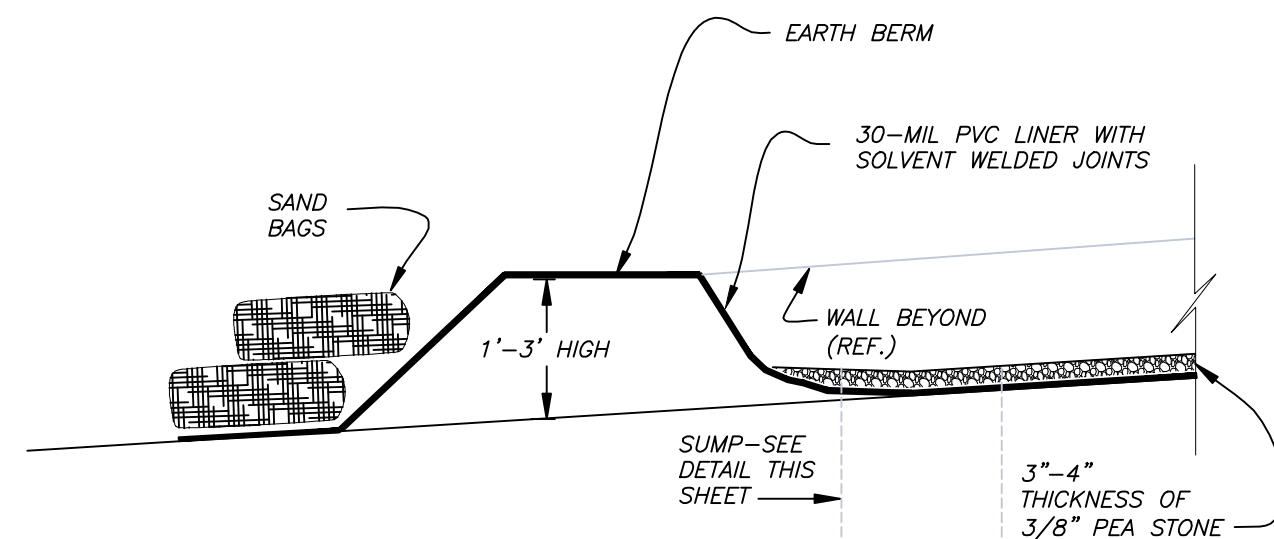 EARTH BERM
30-MIL PVC LINER WITH
SOLVENT WELDED JOINTS
SAND
BAGS
WALL BEYOND
(REF.)
1'-3' HIGH
SUMP-SEE
DETAIL THIS
SHEET
3"-4"
THICKNESS OF
3/8" PEA STONE